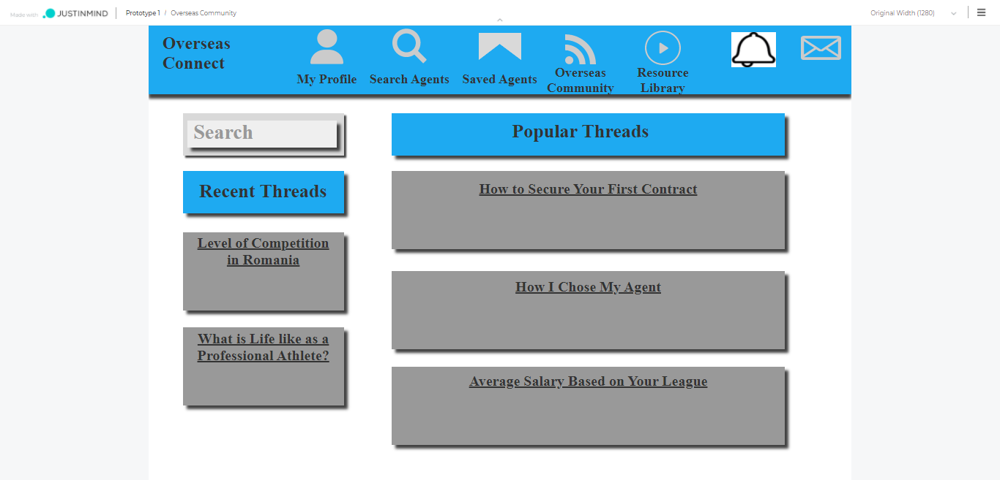 Made with JUSTINMIND Prototype 1 / Overseas Community Original Width (1280)
Overseas
Connect
My Profile Search Agents Saved Agents
Overseas
Community
Resource
Library
Search
Popular Threads
Recent Threads
How to Secure Your First Contract
Level of Competition
in Romania
How I Chose My Agent
What is Life like as a
Professional Athlete?
Average Salary Based on Your League